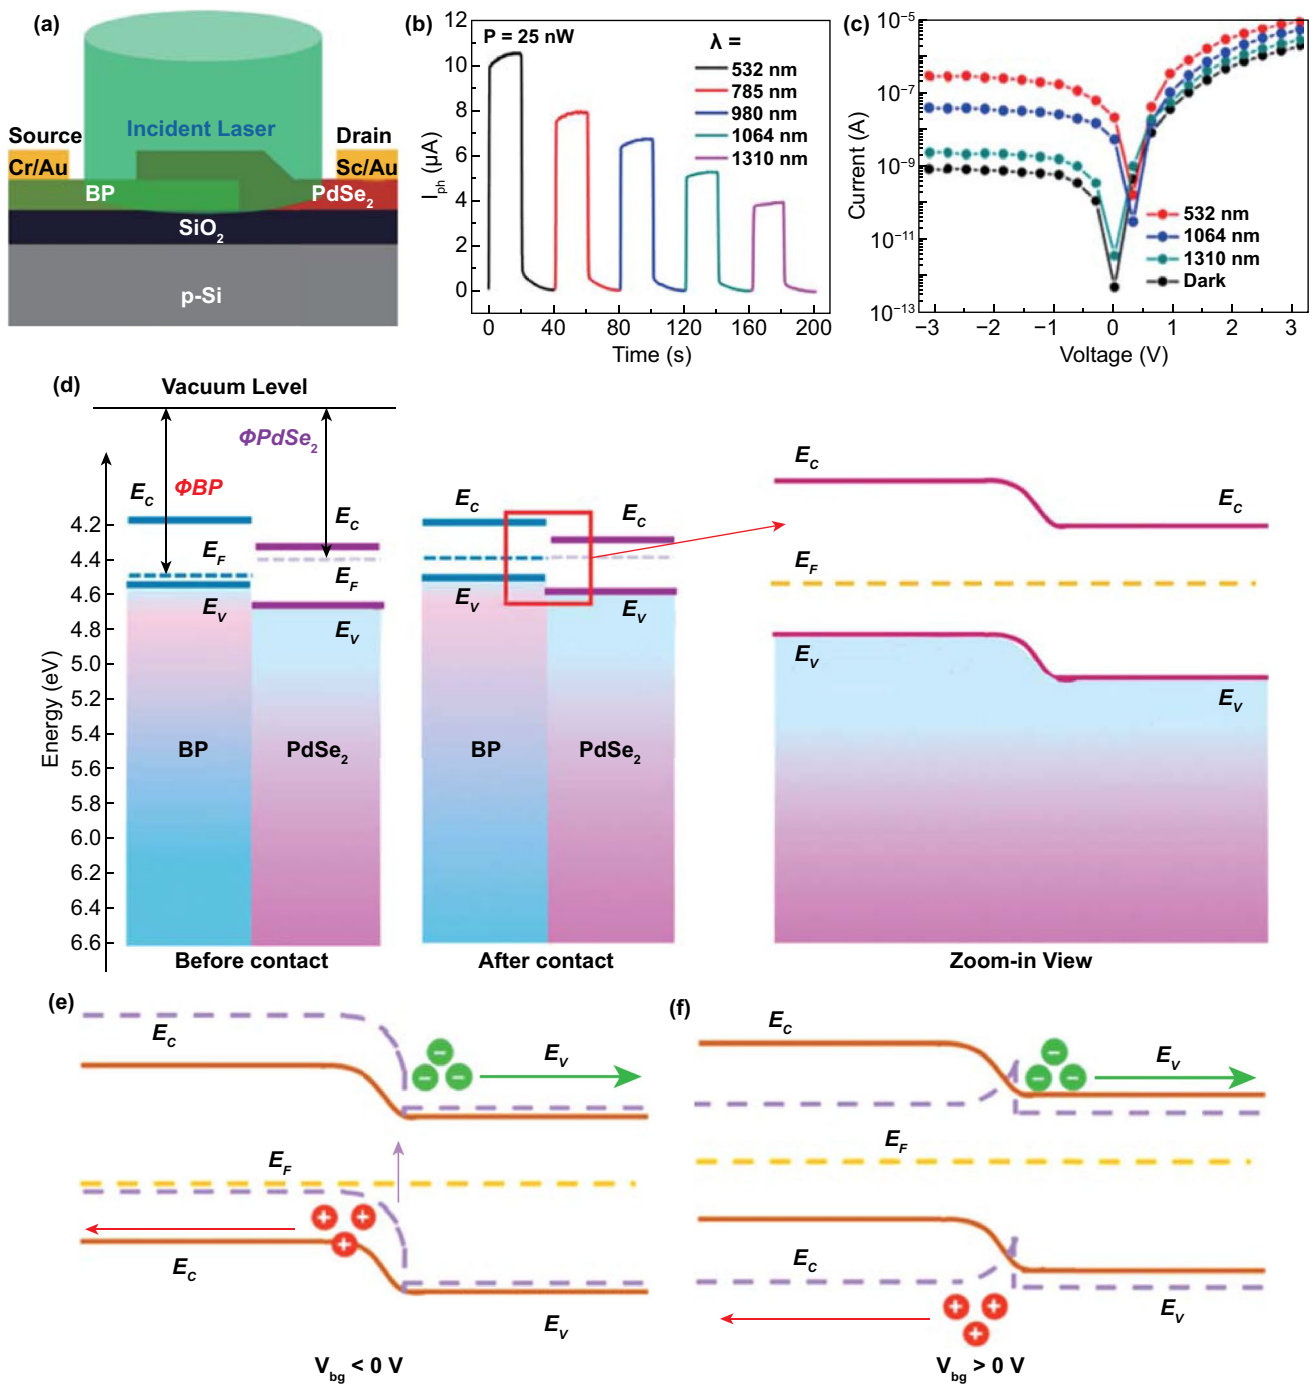 (a)
Source
Incident Laser
Drain
Cr/Au
Sc/Au
BP
PdSe2
SiO2
p-Si
(b)
P = 25 nW
λ =
532 nm
785 nm
980 nm
1064 nm
1310 nm
Iph (μA)
12
10
8
6
4
2
0
0 40 80 120 160 200
Time (s)
(c)
Current (A)
10−5
10−7
10−9
10−11
10−13
532 nm
1064 nm
1310 nm
Dark
−3 −2 −1 0 1 2 3
Voltage (V)
(d)
Vacuum Level
ΦPdSe2
ΦBP
Energy (eV)
4.2
4.4
4.6
4.8
5.0
5.2
5.4
5.6
5.8
6.0
6.2
6.4
6.6
EC
EC
EF
EF
EV
EV
BP
PdSe2
Before contact
EC
EC
EV
EV
BP
PdSe2
After contact
EC
EC
EF
EV
EV
Zoom-in View
(e)
EC
EV
EF
EC
EV
Vbg < 0 V
(f)
EC
EV
EF
EC
EV
Vbg > 0 V